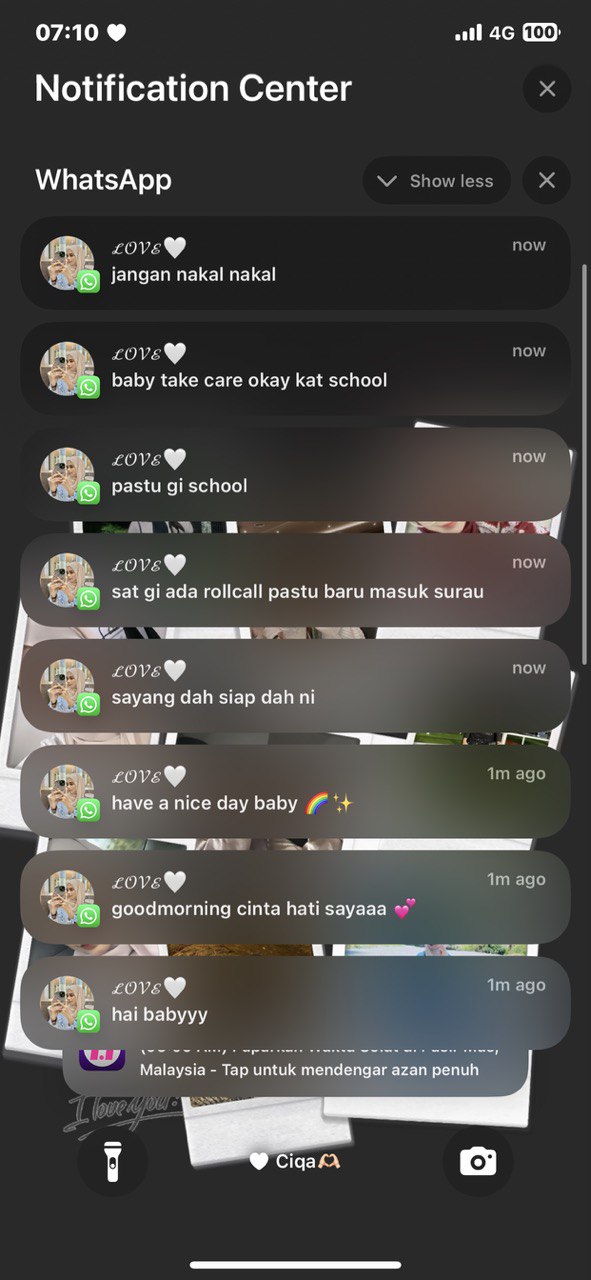 07:10
4G 100
Notification Center
WhatsApp
Show less
𝓛𝓞𝓥𝓔🤍
now
jangan nakal nakal
𝓛𝓞𝓥𝓔🤍
now
baby take care okay kat school
𝓛𝓞𝓥𝓔🤍
now
pastu gi school
𝓛𝓞𝓥𝓔🤍
now
sat gi ada rollcall pastu baru masuk surau
𝓛𝓞𝓥𝓔🤍
now
sayang dah siap dah ni
𝓛𝓞𝓥𝓔🤍
1m ago
have a nice day baby 🌈✨
𝓛𝓞𝓥𝓔🤍
1m ago
goodmorning cinta hati sayaaa 💕
𝓛𝓞𝓥𝓔🤍
1m ago
hai babyyy
Malaysia - Tap untuk mendengar azan penuh
I love you!
🤍 Ciqa🫶🏼